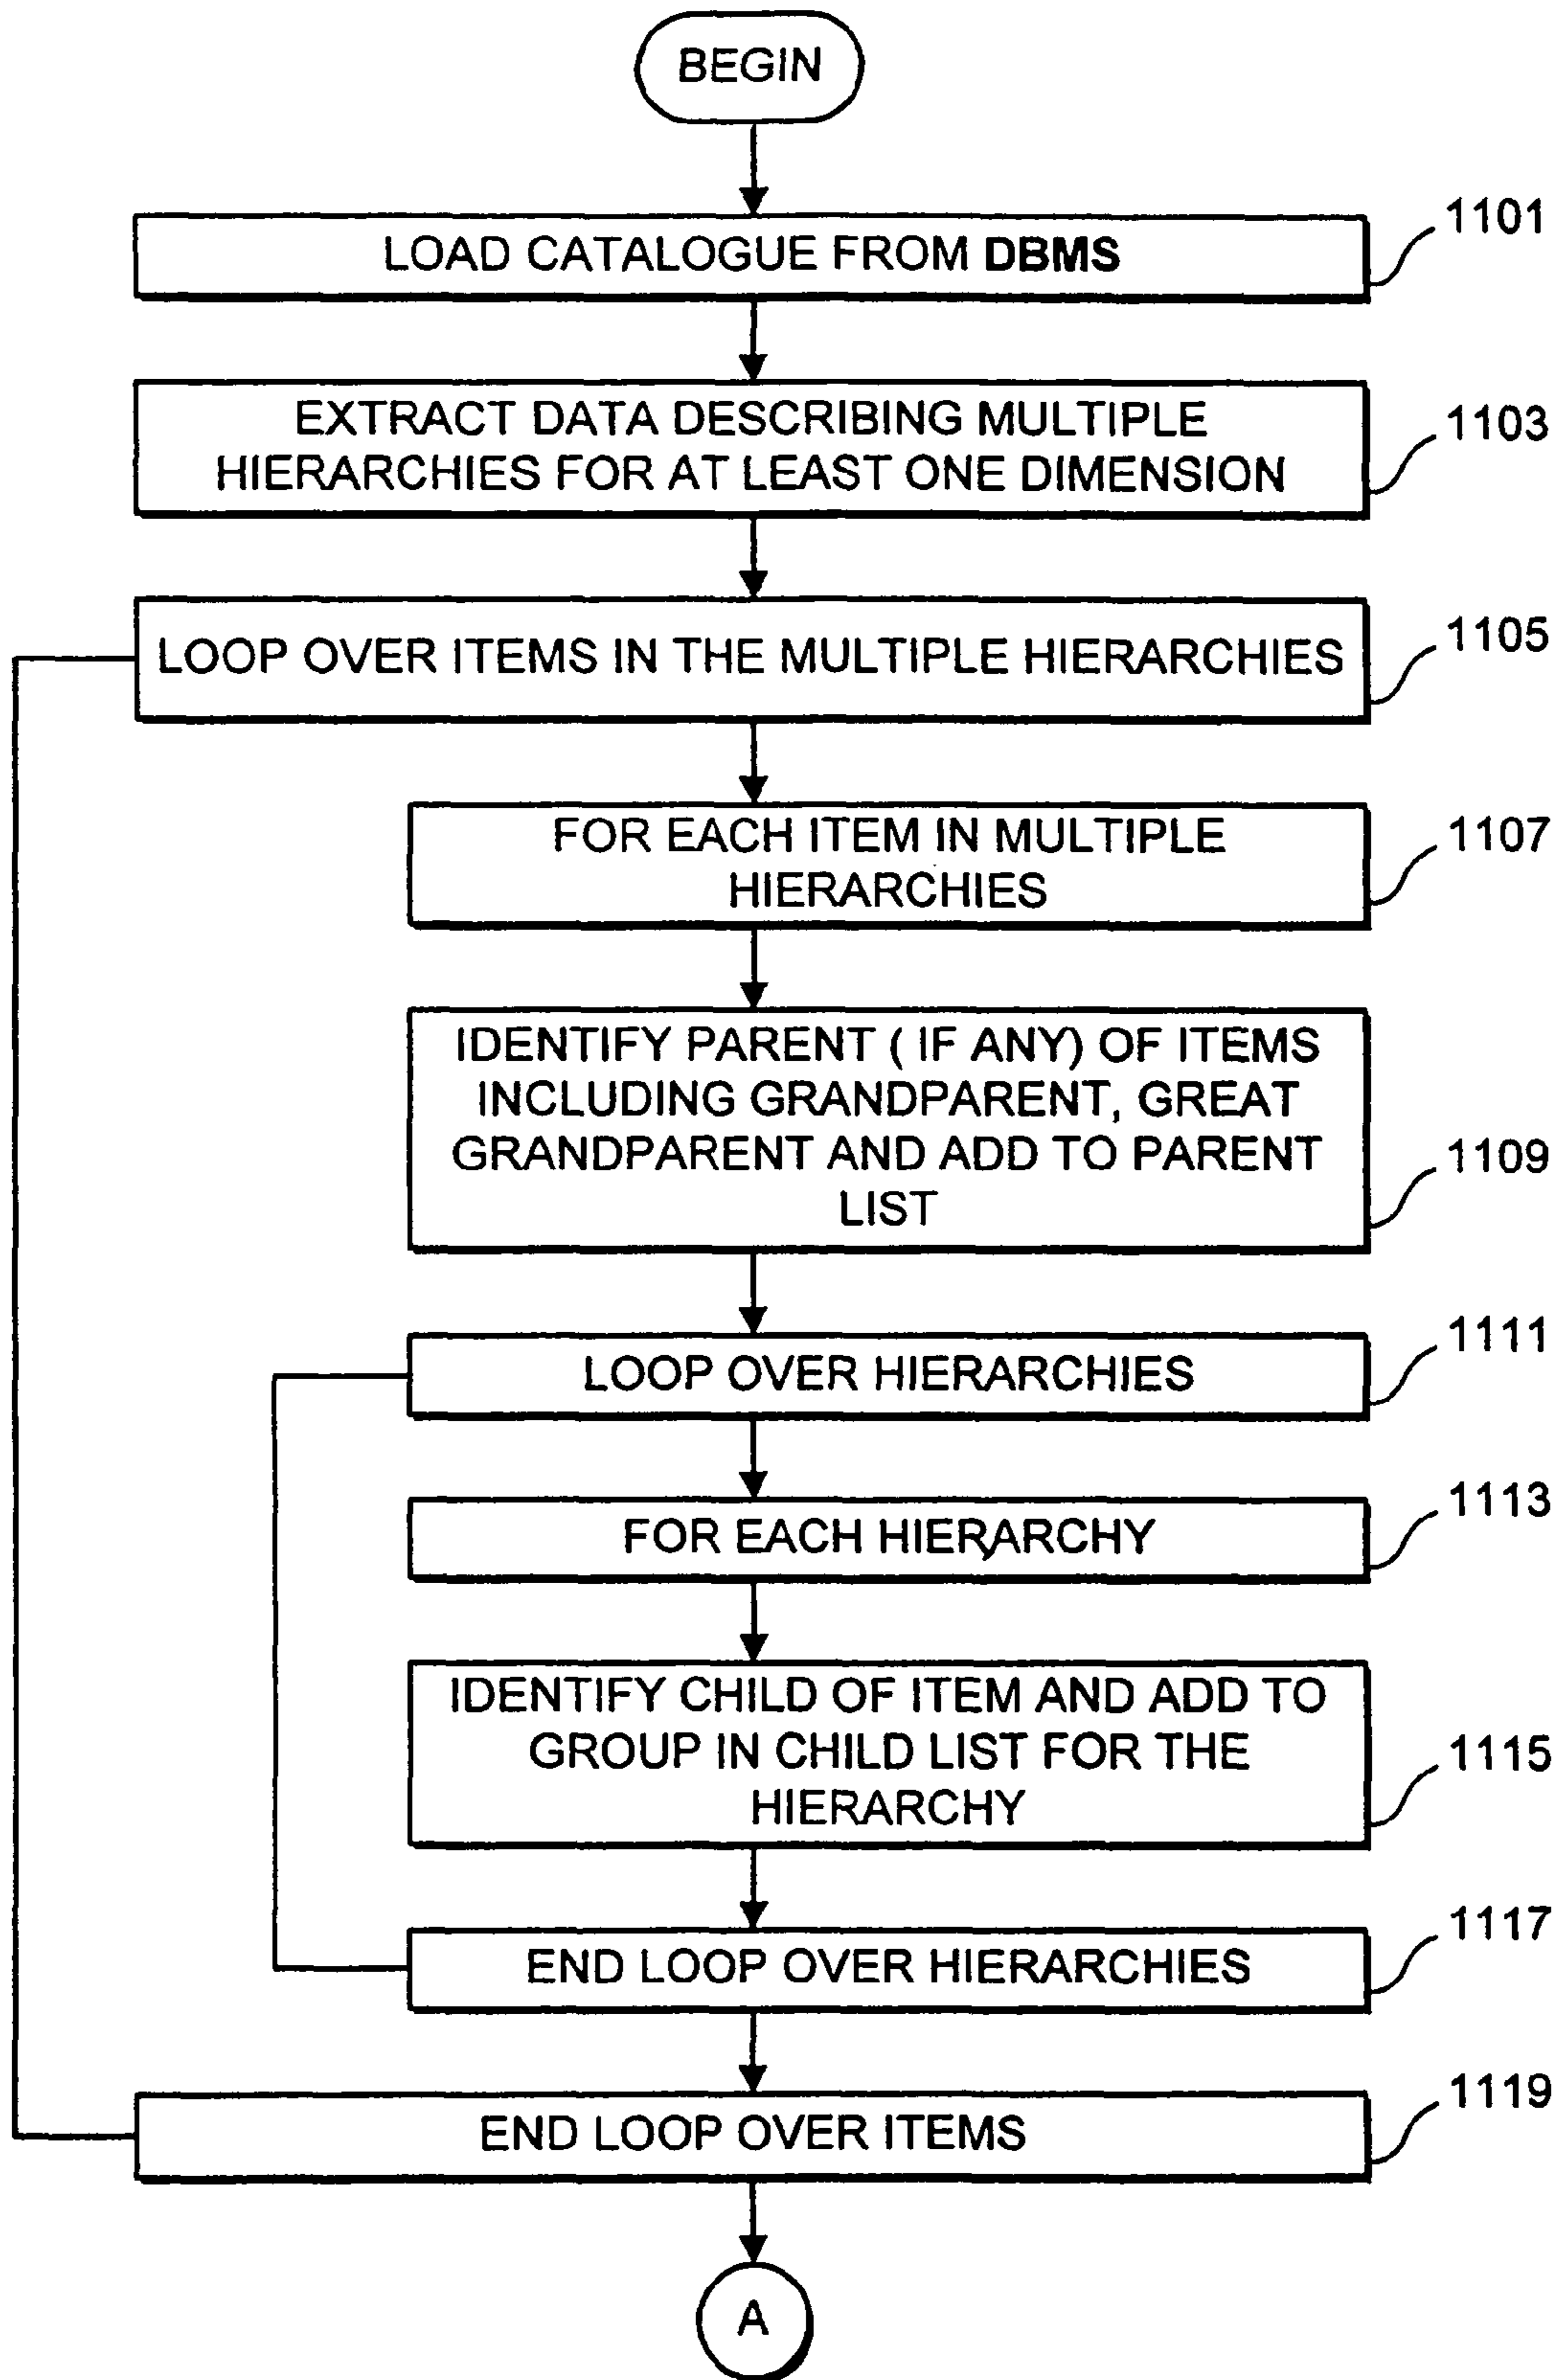 BEGIN
LOAD CATALOGUE FROM DBMS
1101
EXTRACT DATA DESCRIBING MULTIPLE
HIERARCHIES FOR AT LEAST ONE DIMENSION
1103
LOOP OVER ITEMS IN THE MULTIPLE HIERARCHIES
1105
FOR EACH ITEM IN MULTIPLE
HIERARCHIES
1107
IDENTIFY PARENT ( IF ANY) OF ITEMS
INCLUDING GRANDPARENT, GREAT
GRANDPARENT AND ADD TO PARENT
LIST
1109
LOOP OVER HIERARCHIES
1111
FOR EACH HIERARCHY
1113
IDENTIFY CHILD OF ITEM AND ADD TO
GROUP IN CHILD LIST FOR THE
HIERARCHY
1115
END LOOP OVER HIERARCHIES
1117
END LOOP OVER ITEMS
1119
A